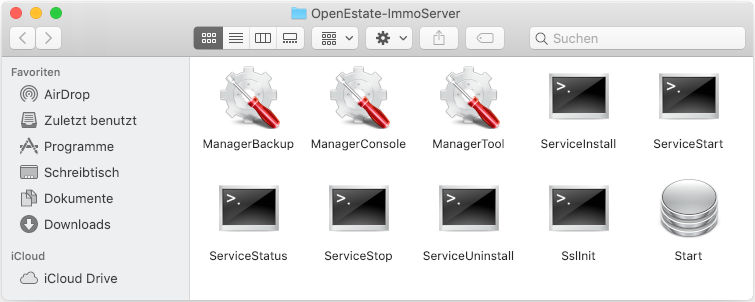 OpenEstate-ImmoServer
Suchen
Favoriten
AirDrop
Zuletzt benutzt
Programme
Schreibtisch
Dokumente
Downloads
iCloud
iCloud Drive
ManagerBackup
ManagerConsole
ManagerTool
ServiceInstall
ServiceStart
ServiceStatus
ServiceStop
ServiceUninstall
SslInit
Start